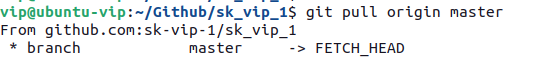 vip@ubuntu-vip:~/Github/sk_vip_1$ git pull origin master
From github.com:sk-vip-1/sk_vip_1
 * branch            master     -> FETCH_HEAD